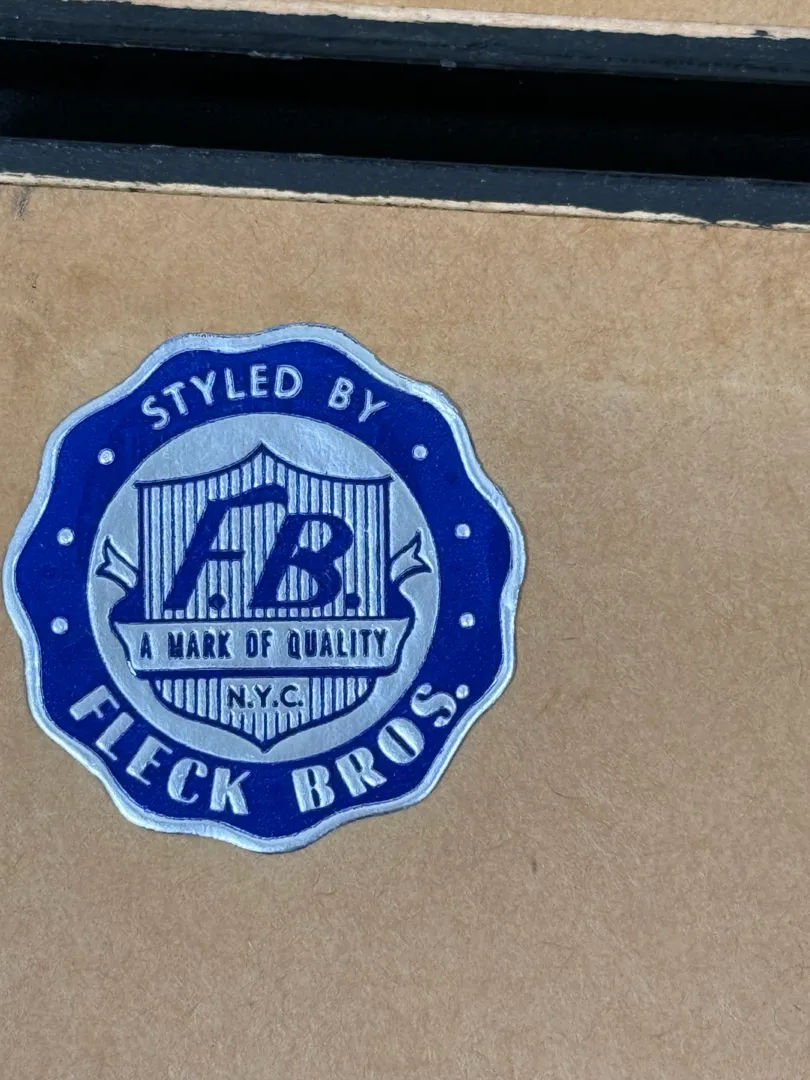 STYLED BY
F.B.
A MARK OF QUALITY
N.Y.C.
FLECK BROS.